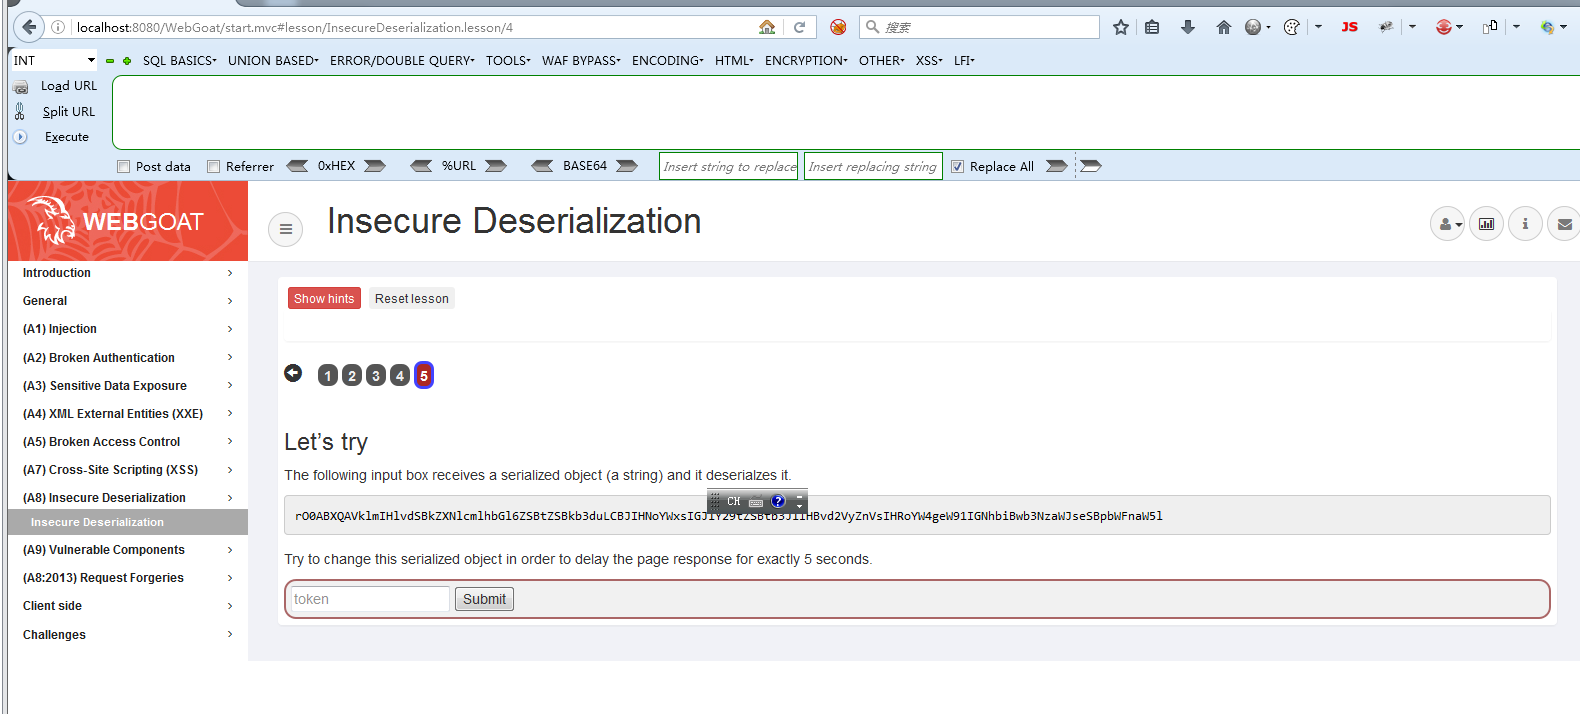 localhost:8080/WebGoat/start.mvc#lesson/InsecureDeserialization.lesson/4
搜索
JS
INT
SQL BASICS
UNION BASED
ERROR/DOUBLE QUERY
TOOLS
WAF BYPASS
ENCODING
HTML
ENCRYPTION
OTHER
XSS
LFI
Load URL
Split URL
Execute
Post data
Referrer
0xHEX
%URL
BASE64
Insert string to replace
Insert replacing string
Replace All
WEBGOAT
Insecure Deserialization
Introduction
General
(A1) Injection
(A2) Broken Authentication
(A3) Sensitive Data Exposure
(A4) XML External Entities (XXE)
(A5) Broken Access Control
(A7) Cross-Site Scripting (XSS)
(A8) Insecure Deserialization
Insecure Deserialization
(A9) Vulnerable Components
(A8:2013) Request Forgeries
Client side
Challenges
Show hints
Reset lesson
1 2 3 4 5
Let's try
The following input box receives a serialized object (a string) and it deserialzes it.
CH
Try to change this serialized object in order to delay the page response for exactly 5 seconds.
token
Submit